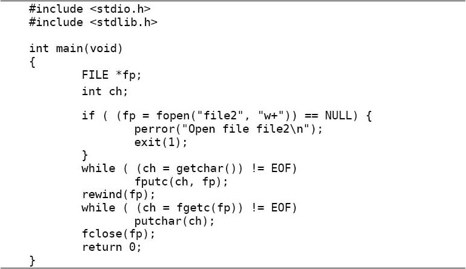 #include <stdio.h>
#include <stdlib.h>
int main(void)
{
FILE *fp;
int ch;
if ( (fp = fopen("file2", "w+")) == NULL) {
perror("Open file file2\n");
exit(1);
}
while ( (ch = getchar()) != EOF)
fputc(ch, fp);
rewind(fp);
while ( (ch = fgetc(fp)) != EOF)
putchar(ch);
fclose(fp);
return 0;
}